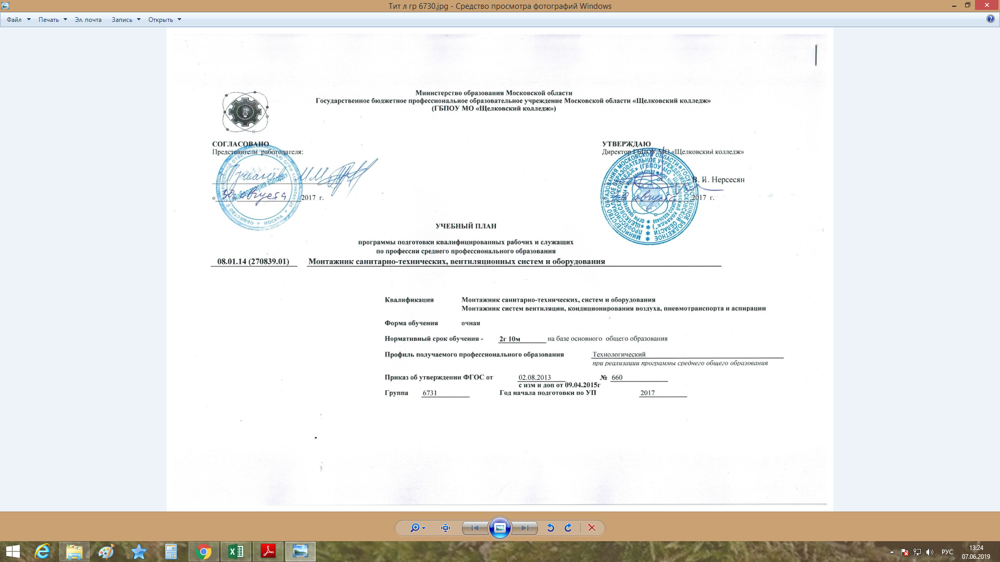 Тит л гр 6730.jpg - Средство просмотра фотографий Windows
Файл Печать Эл. почта Запись Открыть
Министерство образования Московской области
Государственное бюджетное профессиональное образовательное учреждение Московской области «Щелковский колледж»
(ГБПОУ МО «Щелковский колледж»)
СОГЛАСОВАНО
Представители работодателя:
«30» августа 2017 г.
УТВЕРЖДАЮ
Директор ГБПОУ МО «Щелковский колледж»
В. И. Нерсесян
« » августа 2017 г.
УЧЕБНЫЙ ПЛАН
программы подготовки квалифицированных рабочих и служащих
по профессии среднего профессионального образования
08.01.14 (270839.01) Монтажник санитарно-технических, вентиляционных систем и оборудования
Квалификация Монтажник санитарно-технических, систем и оборудования
Монтажник систем вентиляции, кондиционирования воздуха, пневмотранспорта и аспирации
Форма обучения очная
Нормативный срок обучения - 2г 10м на базе основного общего образования
Профиль получаемого профессионального образования Технологический
при реализации программы среднего общего образования
Приказ об утверждении ФГОС от 02.08.2013 № 660
с изм и доп от 09.04.2015г
Группа 6731 Год начала подготовки по УП 2017
РУС
13:24
07.06.2019